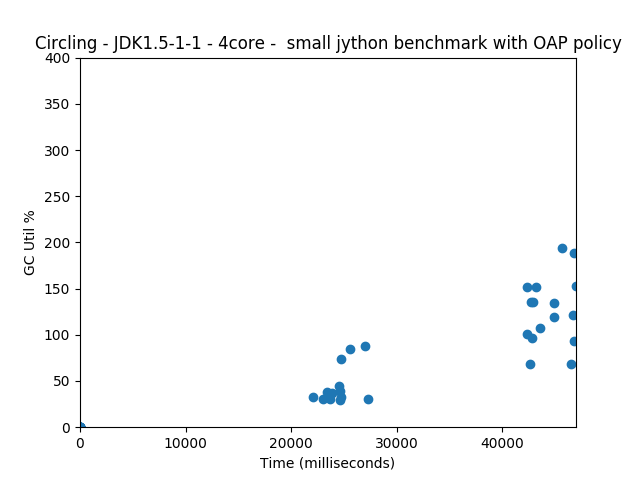 Circling - JDK1.5-1-1 - 4core -  small jython benchmark with OAP policy
400
350
300
250
200
150
100
50
0
GC Util %
0 10000 20000 30000 40000
Time (milliseconds)